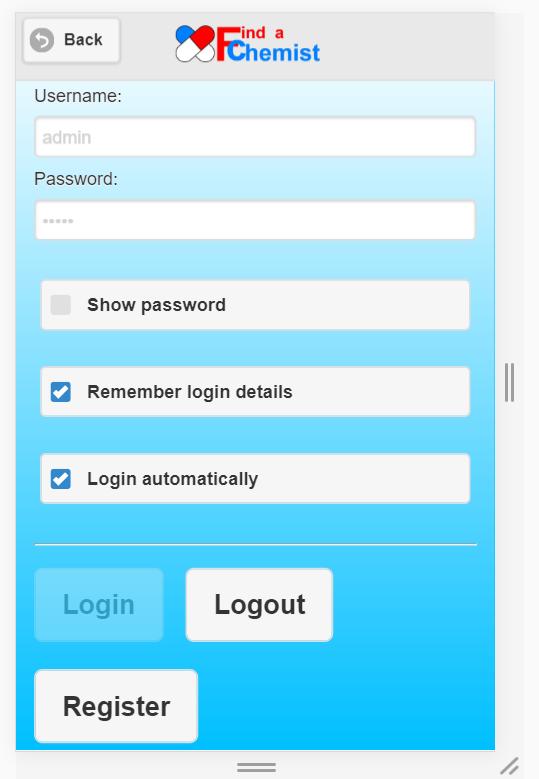 Back
Find a
Chemist
Username:
admin
Password:
•••••
Show password
Remember login details
Login automatically
Login
Logout
Register